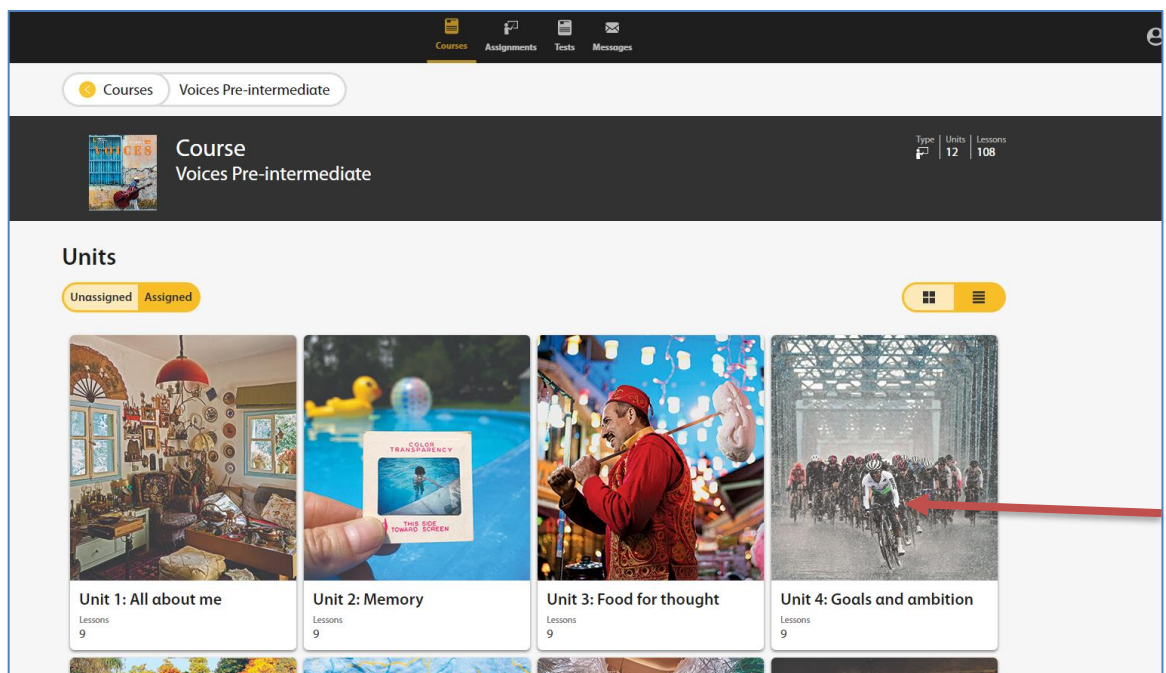 Courses Assignments Tests Messages
Courses Voices Pre-intermediate
VOICES
Course
Voices Pre-intermediate
Type Units Lessons
12 108
Units
Unassigned Assigned
COLOR
TRANSPARENCY
THIS SIDE
TOWARD SCREEN
Unit 1: All about me
Lessons
9
Unit 2: Memory
Lessons
9
Unit 3: Food for thought
Lessons
9
Unit 4: Goals and ambition
Lessons
9